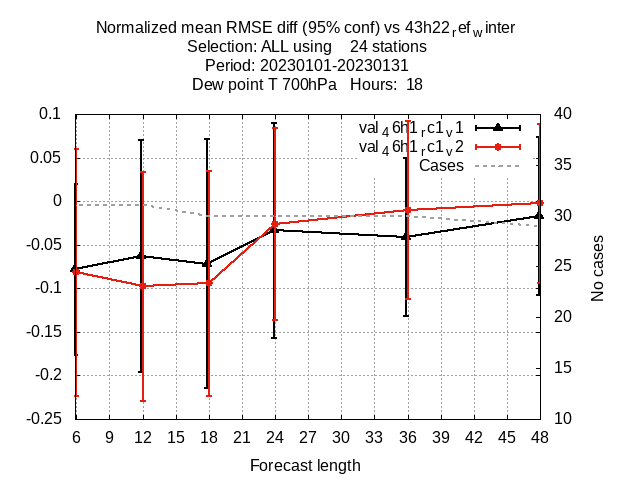 Normalized mean RMSE diff (95% conf) vs 43h22refwinter
Selection: ALL using    24 stations
Period: 20230101-20230131
Dew point T 700hPa   Hours:  18
0.1
0.05
0
-0.05
-0.1
-0.15
-0.2
-0.25
40
35
30
25
20
15
10
val46h1rc1v1
val46h1rc1v2
Cases
No cases
6 9 12 15 18 21 24 27 30 33 36 39 42 45 48
Forecast length